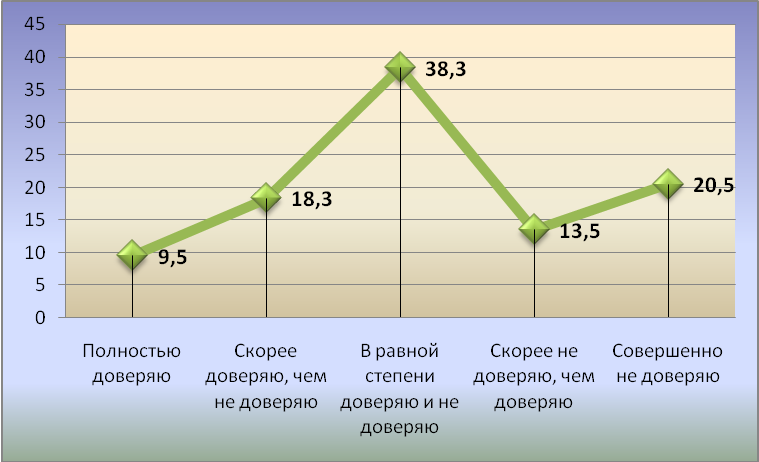 45
40
35
30
25
20
15
10
5
0
9,5
18,3
38,3
13,5
20,5
Полностью
доверяю
Скорее
доверяю, чем
не доверяю
В равной
степени
доверяю и не
доверяю
Скорее не
доверяю, чем
доверяю
Совершенно
не доверяю